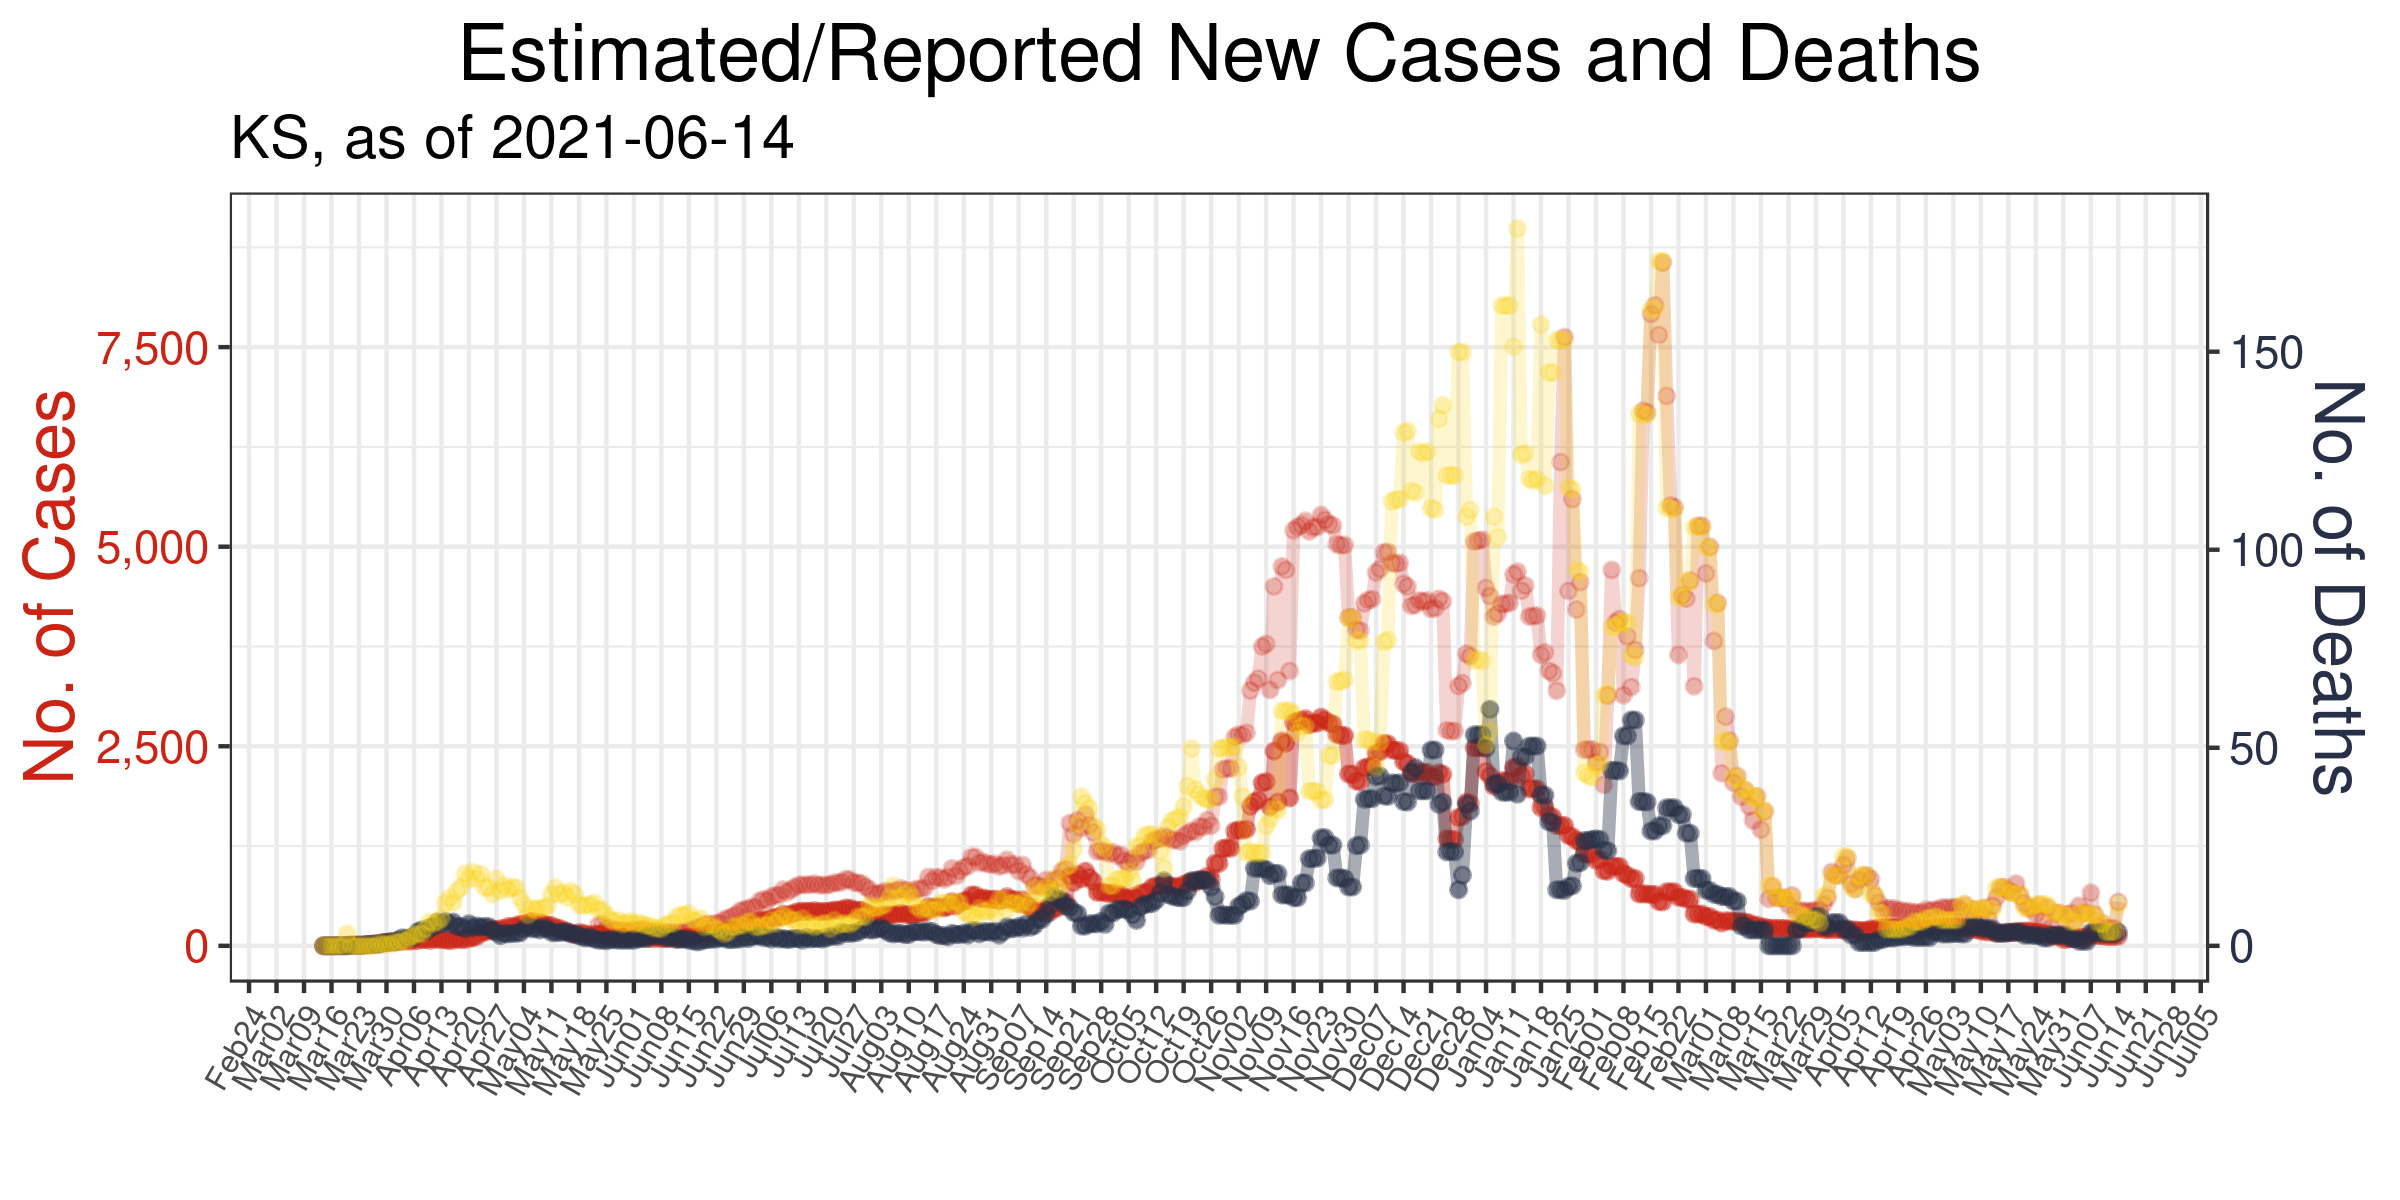 Estimated/Reported New Cases and Deaths
KS, as of 2021-06-14
No. of Cases
7,500
5,000
2,500
0
150
100
50
0
No. of Deaths
Feb24
Mar02
Mar09
Mar16
Mar23
Mar30
Apr06
Apr13
Apr20
Apr27
May04
May11
May18
May25
Jun01
Jun08
Jun15
Jun22
Jun29
Jul06
Jul13
Jul20
Jul27
Aug03
Aug10
Aug17
Aug24
Aug31
Sep07
Sep14
Sep21
Sep28
Oct05
Oct12
Oct19
Oct26
Nov02
Nov09
Nov16
Nov23
Nov30
Dec07
Dec14
Dec21
Dec28
Jan04
Jan11
Jan18
Jan25
Feb01
Feb08
Feb15
Feb22
Mar01
Mar08
Mar15
Mar22
Mar29
Apr05
Apr12
Apr19
Apr26
May03
May10
May17
May24
May31
Jun07
Jun14
Jun21
Jun28
Jul05